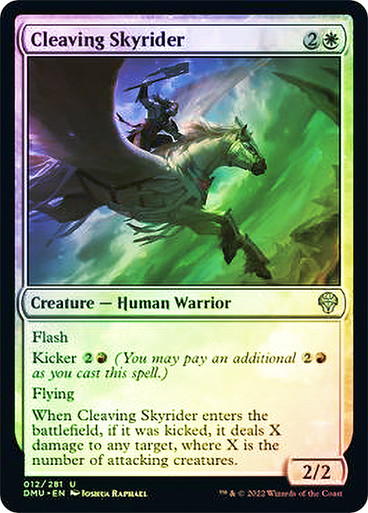 Cleaving Skyrider 2
Creature — Human Warrior
Flash
Kicker 2 (You may pay an additional 2
as you cast this spell.)
Flying
When Cleaving Skyrider enters the
battlefield, if it was kicked, it deals X
damage to any target, where X is the
number of attacking creatures.
2/2
012/281 U
DMU • EN Joshua Raphael
™ & © 2022 Wizards of the Coast